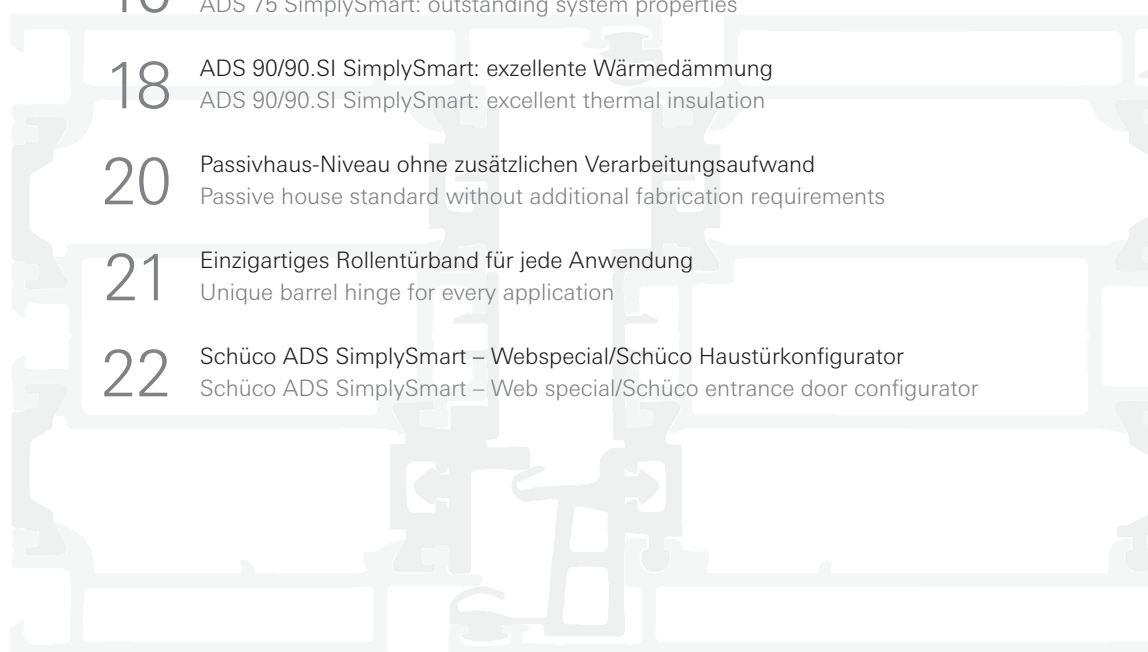 ADS 75 SimplySmart: outstanding system properties
18
ADS 90/90.SI SimplySmart: exzellente Wärmedämmung
ADS 90/90.SI SimplySmart: excellent thermal insulation
20
Passivhaus-Niveau ohne zusätzlichen Verarbeitungsaufwand
Passive house standard without additional fabrication requirements
21
Einzigartiges Rollentürband für jede Anwendung
Unique barrel hinge for every application
22
Schüco ADS SimplySmart – Webspecial/Schüco Haustürkonfigurator
Schüco ADS SimplySmart – Web special/Schüco entrance door configurator